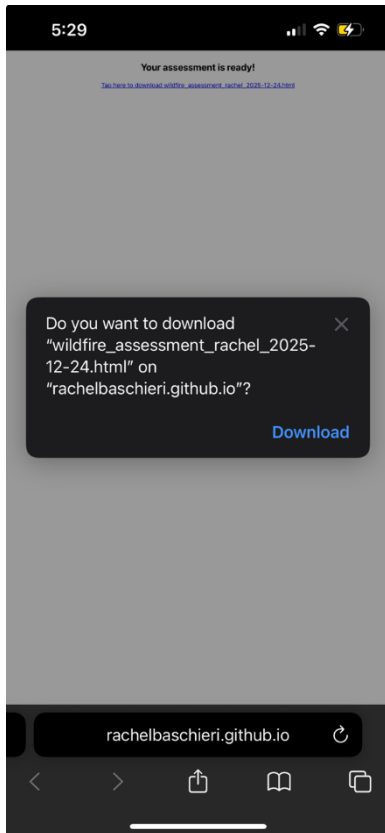 5:29
Your assessment is ready!
Tap here to download wildfire_assessment_rachel_2025-12-24.html
Do you want to download
“wildfire_assessment_rachel_2025-
12-24.html” on
“rachelbaschieri.github.io”?
Download
rachelbaschieri.github.io